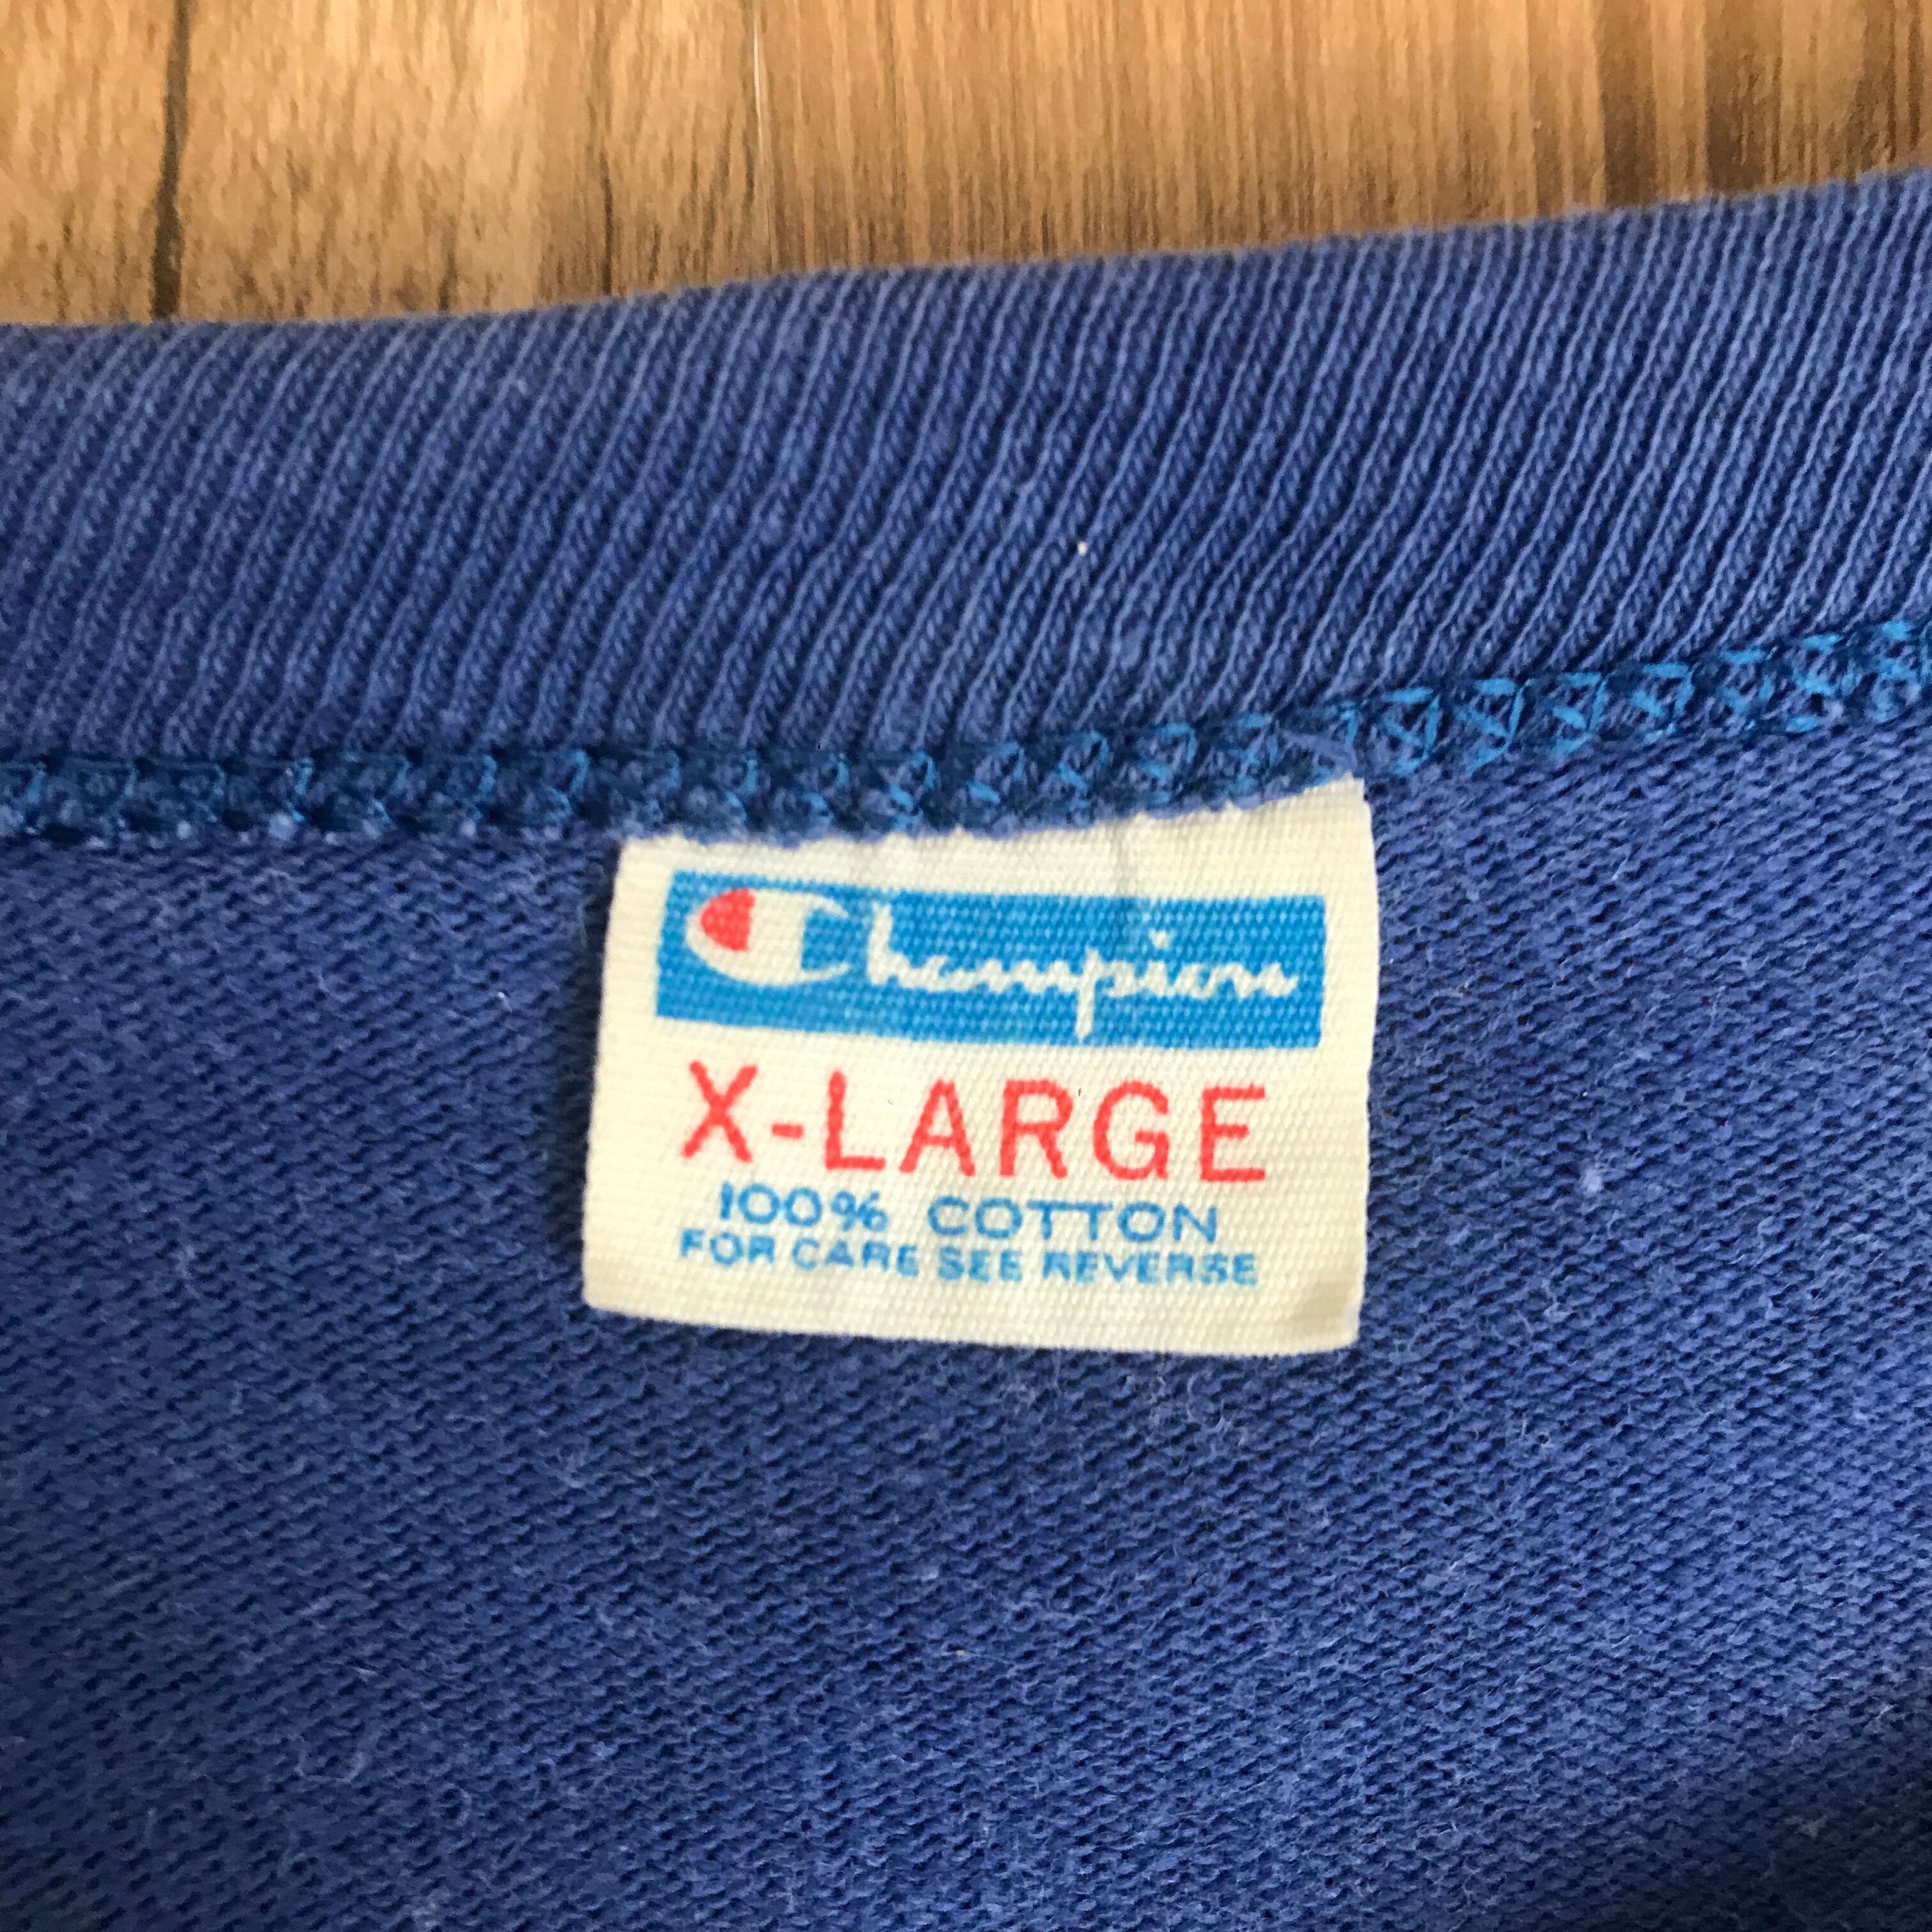 Champion
X-LARGE
100% COTTON
FOR CARE SEE REVERSE